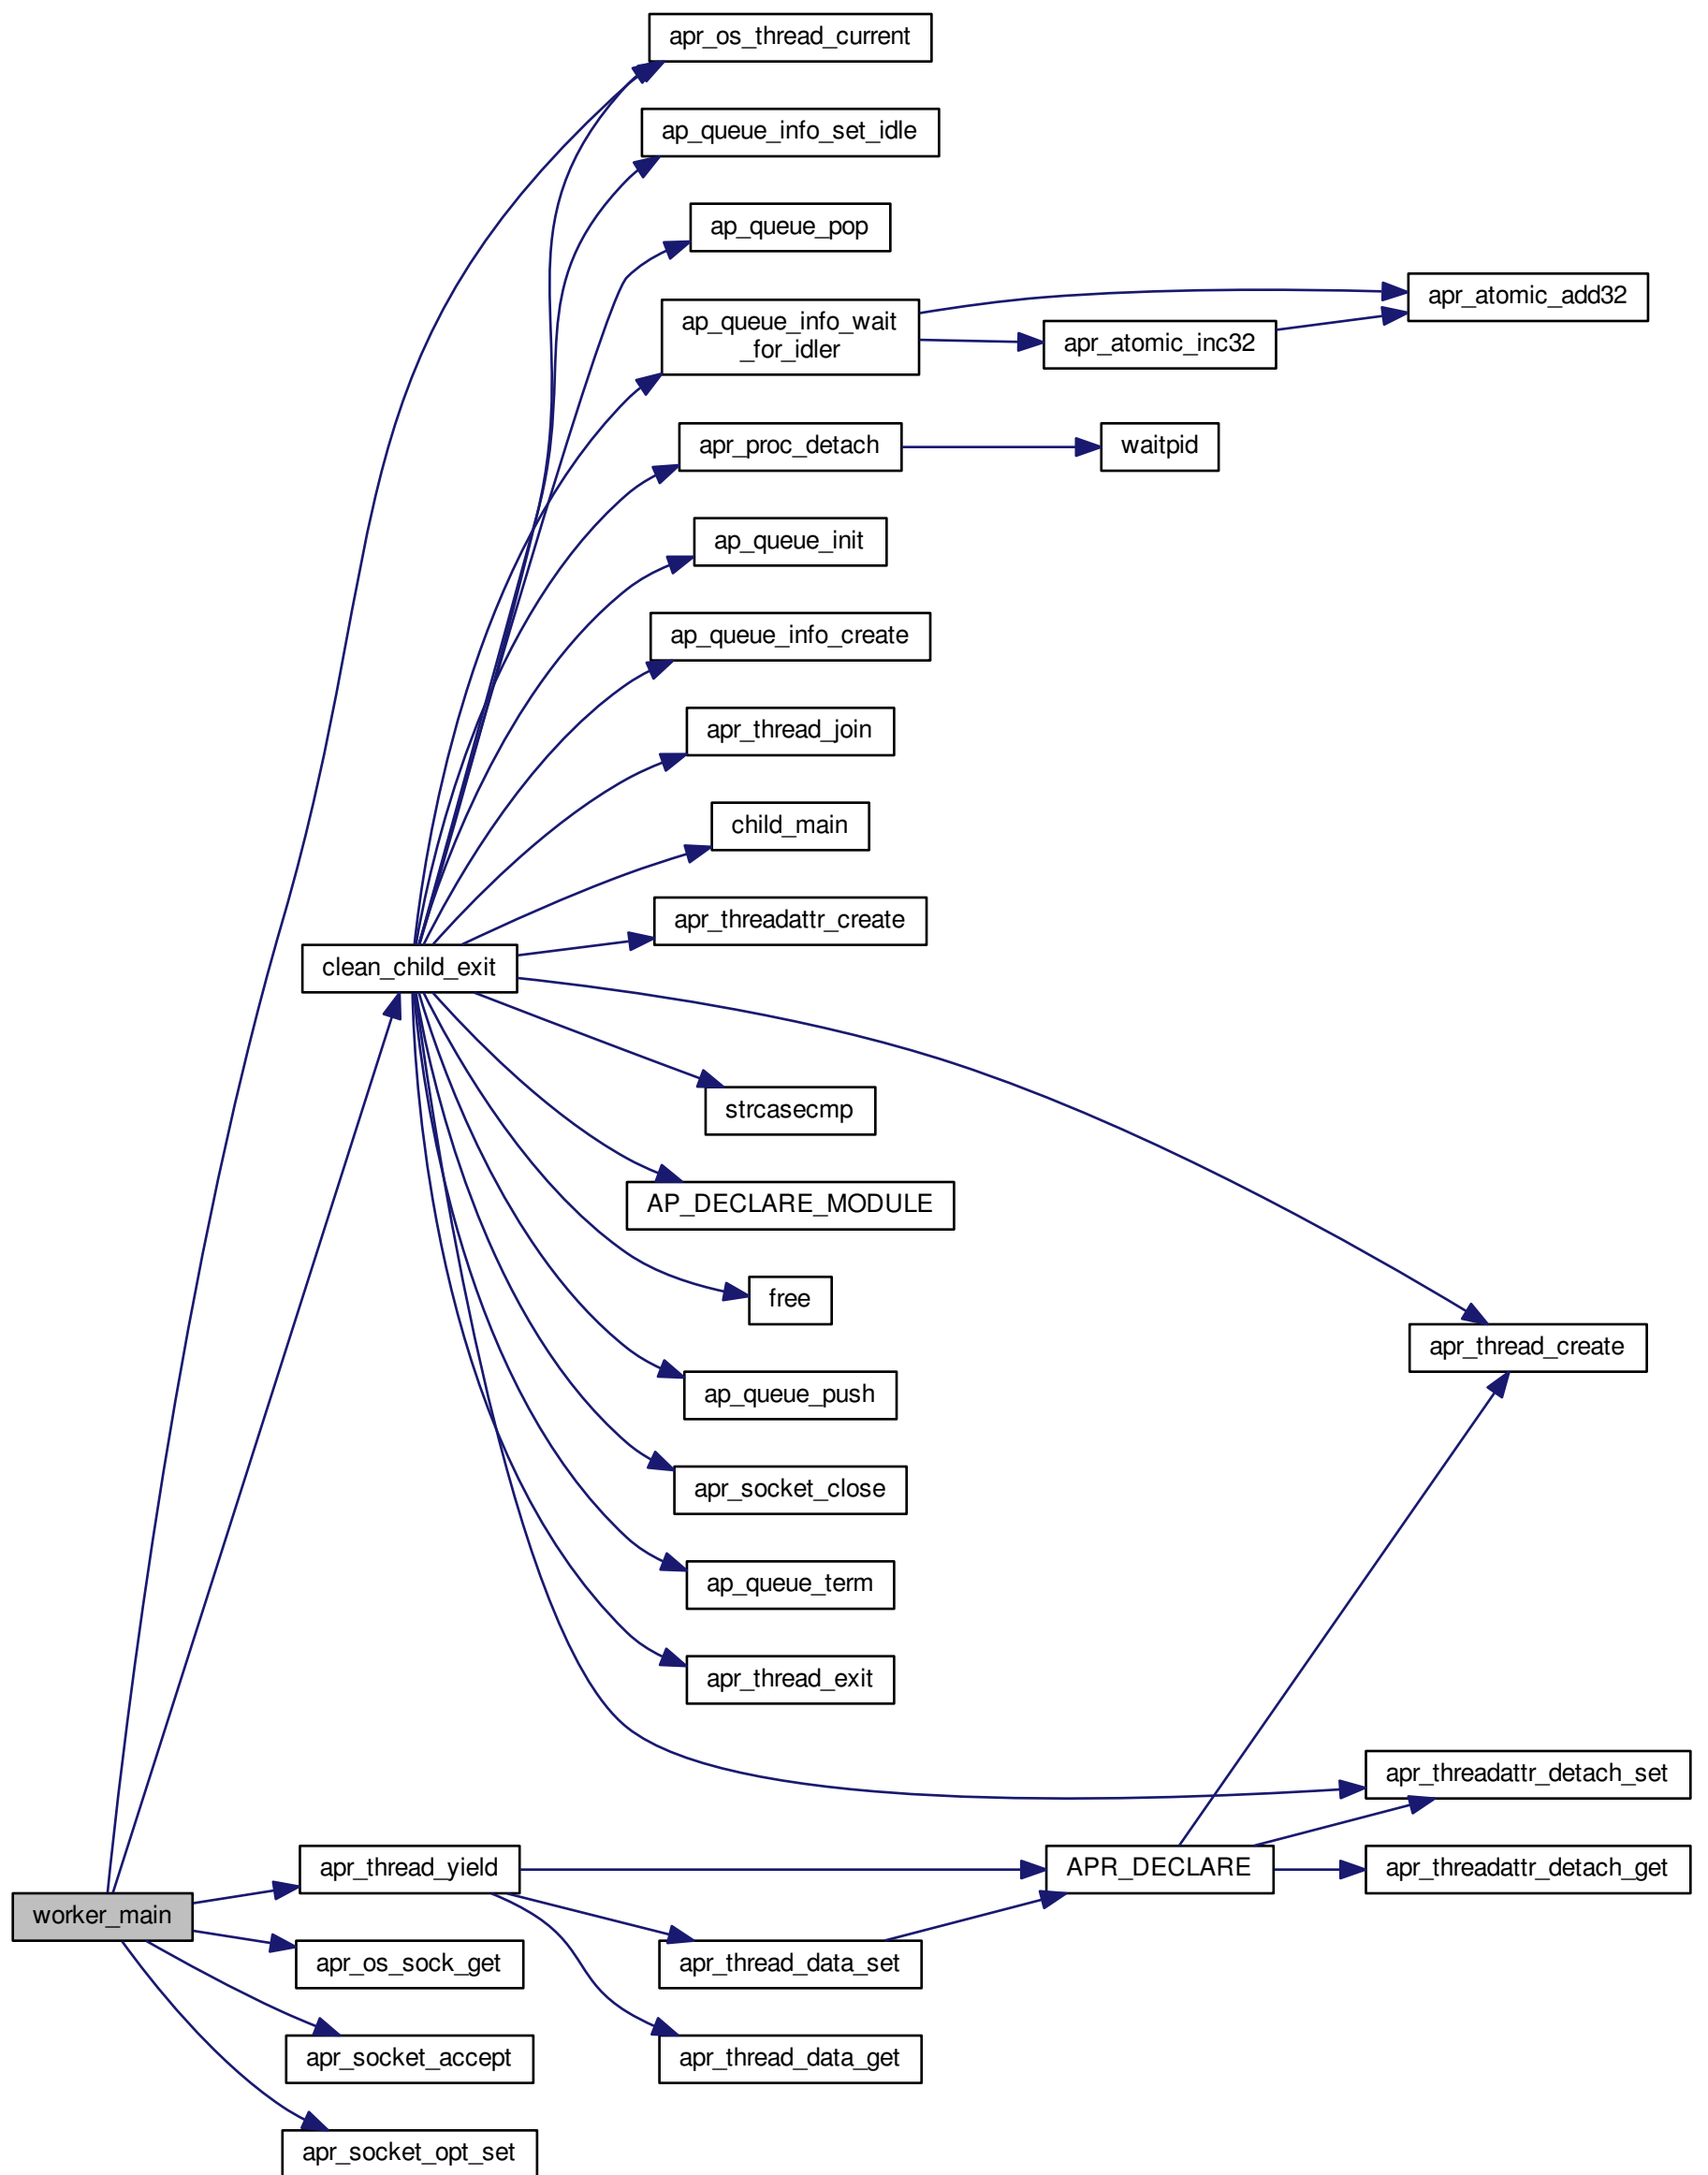 apr_os_thread_current
ap_queue_info_set_idle
ap_queue_pop
ap_queue_info_wait
_for_idler
apr_atomic_add32
apr_atomic_inc32
apr_proc_detach
waitpid
ap_queue_init
ap_queue_info_create
apr_thread_join
child_main
apr_threadattr_create
clean_child_exit
strcasecmp
AP_DECLARE_MODULE
free
apr_thread_create
ap_queue_push
apr_socket_close
ap_queue_term
apr_thread_exit
apr_threadattr_detach_set
apr_thread_yield
APR_DECLARE
apr_threadattr_detach_get
worker_main
apr_os_sock_get
apr_thread_data_set
apr_socket_accept
apr_thread_data_get
apr_socket_opt_set